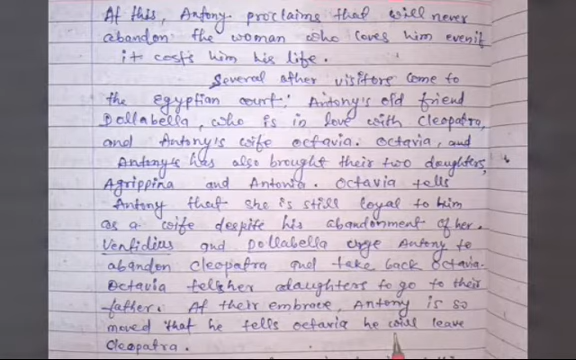 At this, Antony proclaims that will never
abandon the woman who loves him even if
it costs him his life.
Several other visitors come to
the egyptian court: Antony's old friend
Dollabella, who is in love with Cleopatra,
and Antony's wife octavia. Octavia, and
Antony's has also brought their two daughters,
Agrippina and Antonia. Octavia tells
Antony that she is still loyal to him
as a wife despite his abandonment of her.
Ventidius and Dollabella urge Antony to
abandon Cleopatra and take back Octavia.
Octavia tells her daughters to go to their
father. At their embrace, Antony is so
moved that he tells octavia he will leave
Cleopatra.